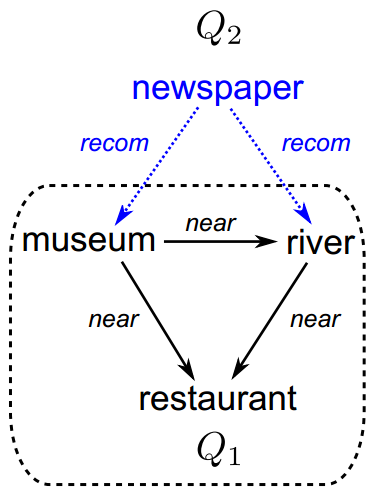 Q2
newspaper
recom recom
near
museum river
near near
restaurant
Q1